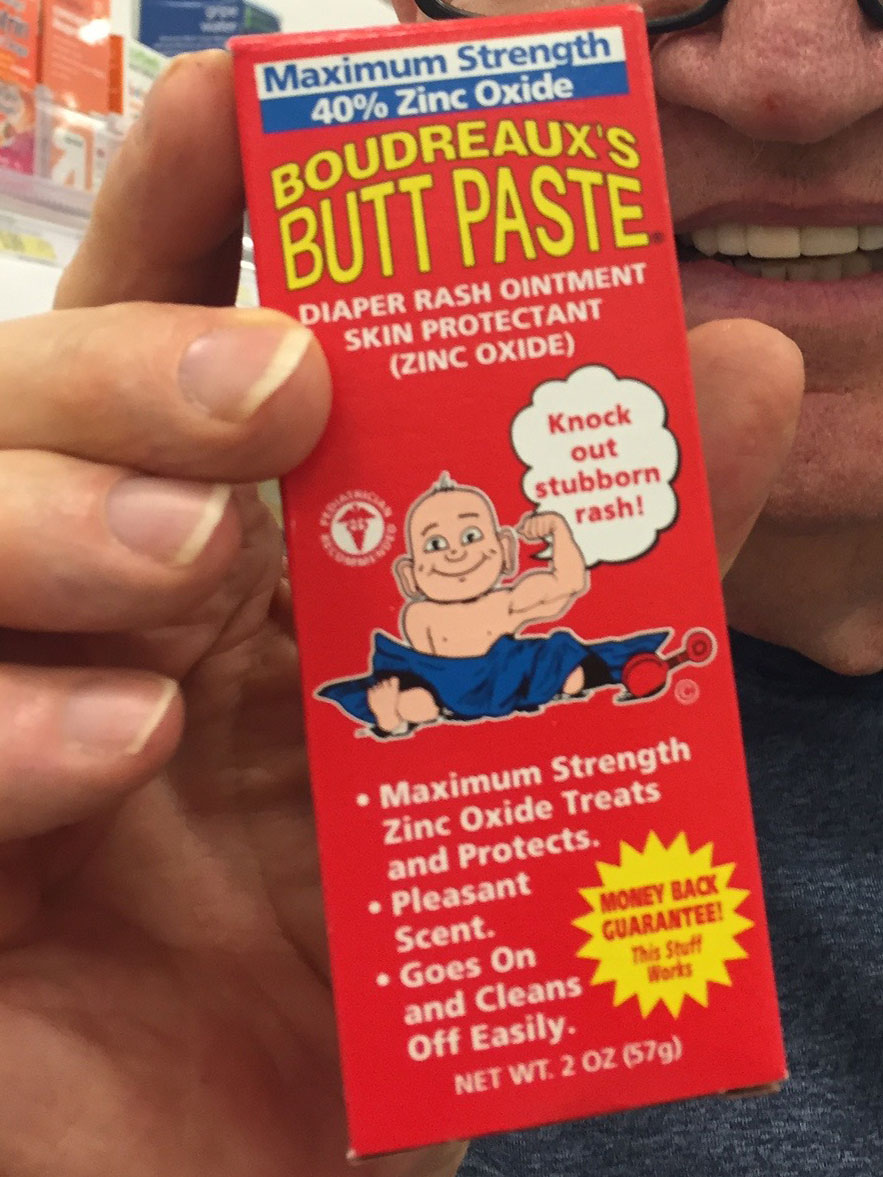 Maximum Strength
40% Zinc Oxide
BOUDREAUX'S
BUTT PASTE®
DIAPER RASH OINTMENT
SKIN PROTECTANT
(ZINC OXIDE)
Knock
out
stubborn
rash!
PEDIATRICIAN
RECOMMENDED
©
• Maximum Strength
Zinc Oxide Treats
and Protects.
• Pleasant
Scent.
• Goes On
and Cleans
Off Easily.
MONEY BACK
GUARANTEE!
This Stuff
Works
NET WT. 2 OZ (57g)